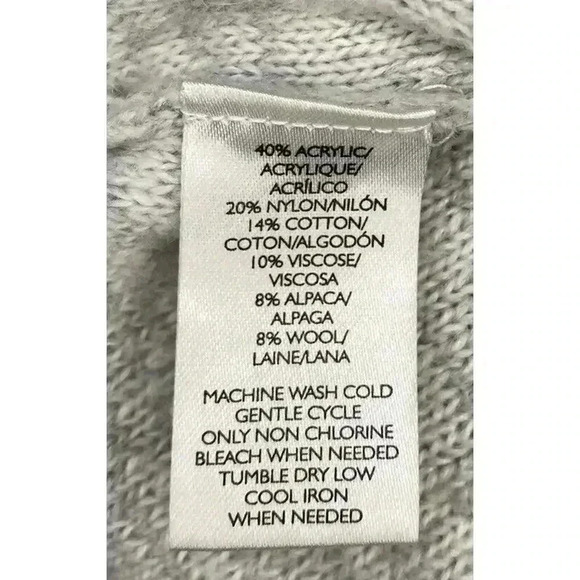 40% ACRYLIC/
ACRYLIQUE/
ACRÍLICO
20% NYLON/NILÓN
14% COTTON/
COTON/ALGODÓN
10% VISCOSE/
VISCOSA
8% ALPACA/
ALPAGA
8% WOOL/
LAINE/LANA
MACHINE WASH COLD
GENTLE CYCLE
ONLY NON CHLORINE
BLEACH WHEN NEEDED
TUMBLE DRY LOW
COOL IRON
WHEN NEEDED